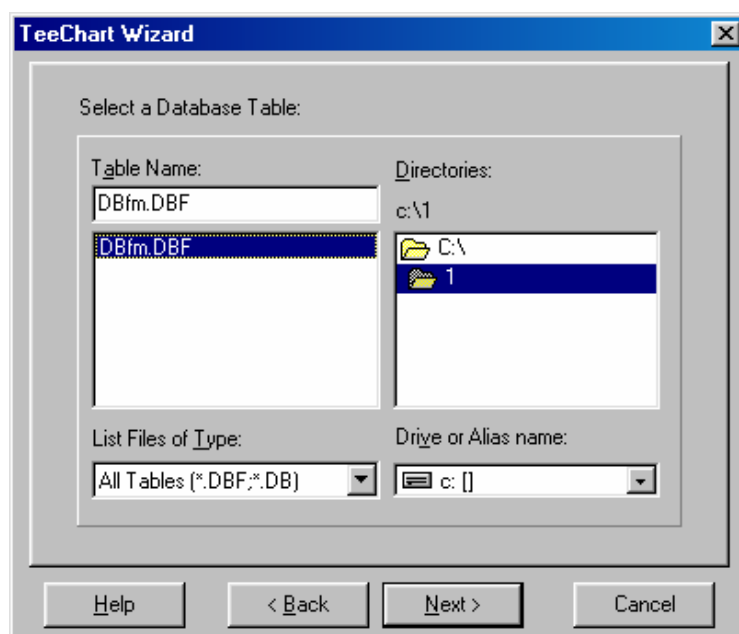 TeeChart Wizard
Select a Database Table:
Table Name:
DBfm.DBF
DBfm.DBF
List Files of Type:
All Tables (*.DBF;*.DB)
Directories:
c:\1
C:\
1
Drive or Alias name:
c: []
Help
< Back
Next >
Cancel